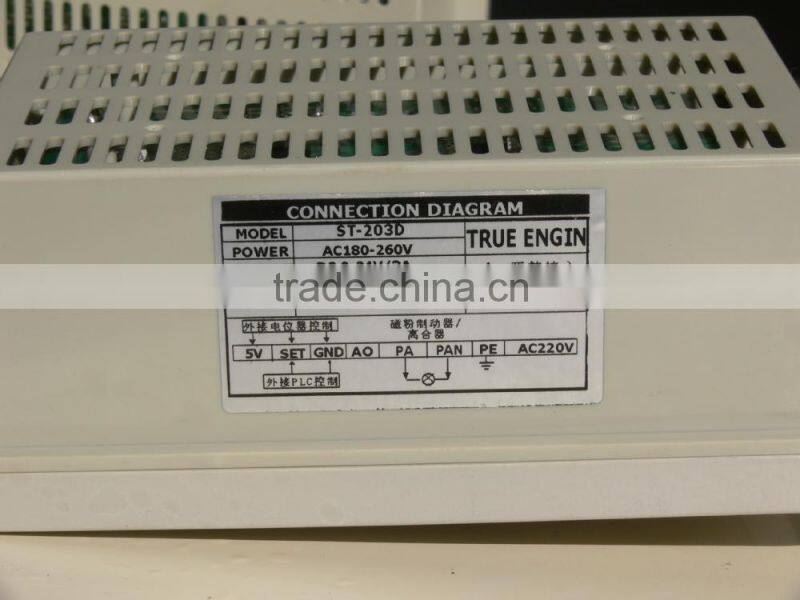 CONNECTION DIAGRAM
MODEL ST-203D TRUE ENGIN
POWER AC180-260V
trade.china.cn
外接电位器控制 磁粉制动器/
离合器
5V SET GND AO PA PAN PE AC220V
外接PLC控制